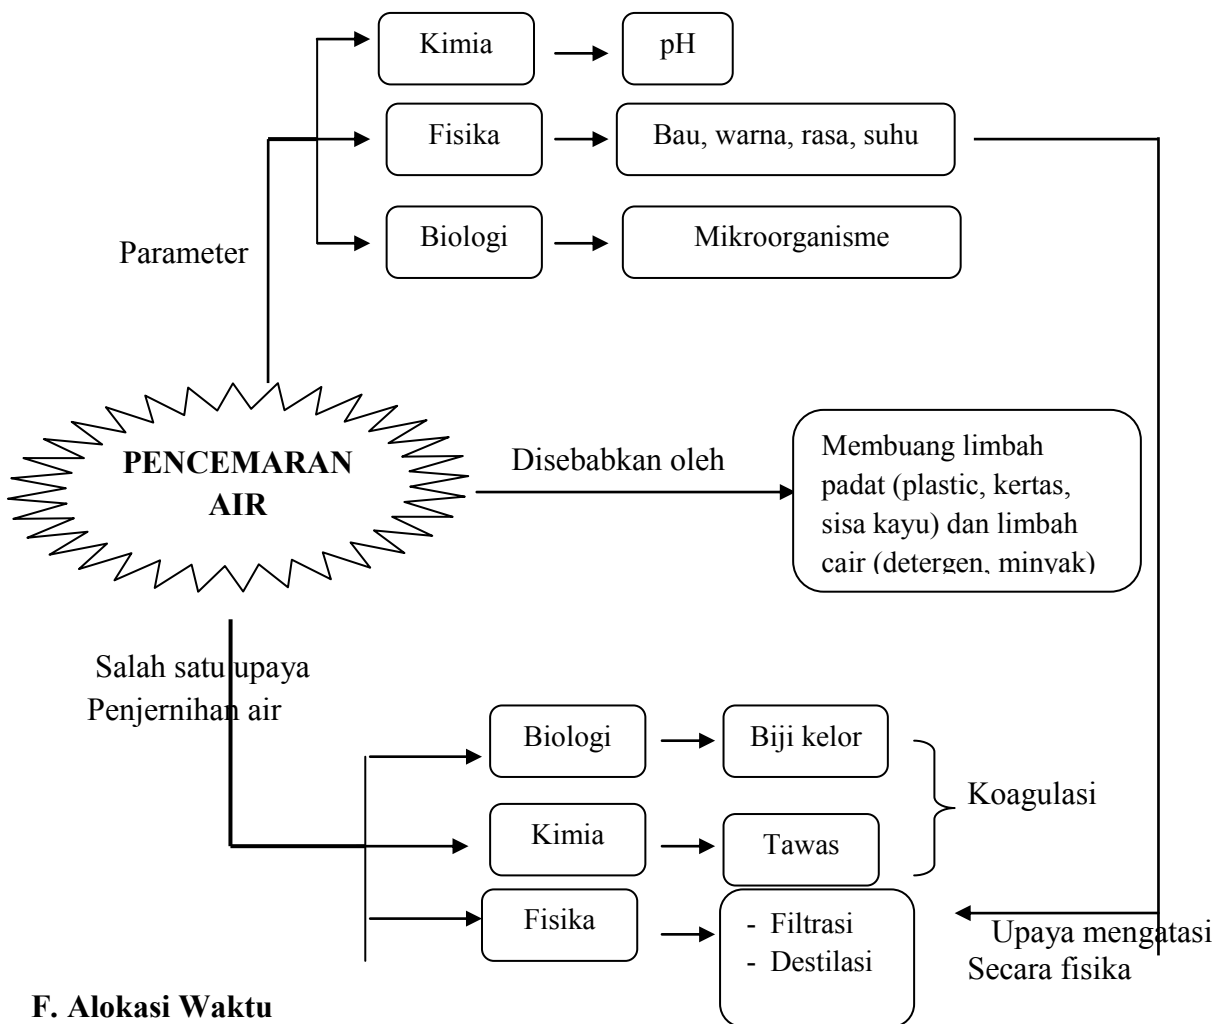 Kimia
pH
Fisika
Bau, warna, rasa, suhu
Biologi
Mikroorganisme
Parameter
PENCEMARAN
AIR
Disebabkan oleh
Membuang limbah
padat (plastic, kertas,
sisa kayu) dan limbah
cair (detergen, minyak)
Salah satu upaya
Penjernihan air
Biologi
Biji kelor
Koagulasi
Kimia
Tawas
Fisika
- Filtrasi
- Destilasi
Upaya mengatasi
Secara fisika
F. Alokasi Waktu